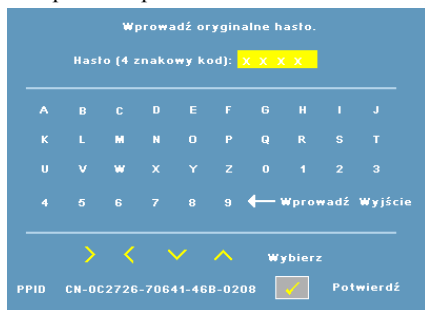 Wprowadź oryginalne hasło.
Hasło (4 znakowy kod): X X X X
A B C D E F G H I J
K L M N O P Q R S T
U V W X Y Z 0 1 2 3
4 5 6 7 8 9 Wprowadź Wyjście
Wybierz
PPID CN-0C2726-70641-46B-0208 Potwierdź